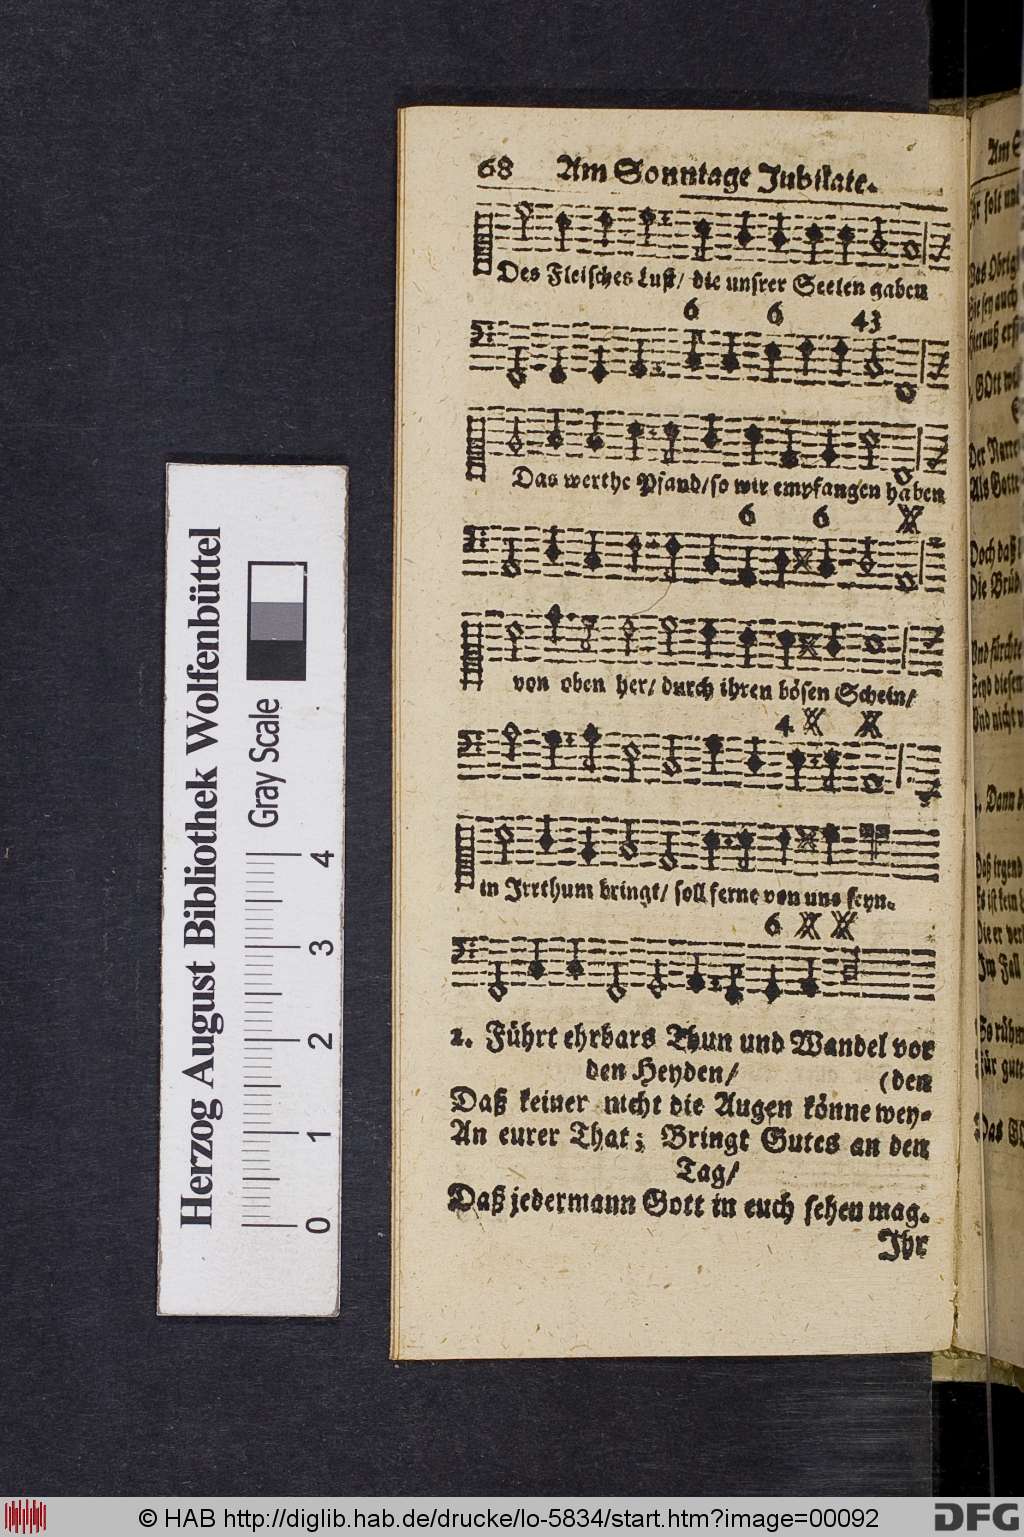 68 Am Sonntage Jubilate.
Des Fleisches Lust/ die unsrer Seelen gaben
6 6 43
Das werthe Pfand/so wir empfangen haben
6 6
von oben her/ durch ihren bösen Schein/
4
in Irrthum bringt/ soll ferne von uns seyn.
6
2. Führt ehrbars Thun und Wandel vor
den Heyden/ (den
Daß keiner nicht die Augen könne wey-
An eurer That; Bringt Gutes an den
Tag/
Daß jedermann Gott in euch sehen mag.
Ihr
Herzog August Bibliothek Wolfenbüttel
Gray Scale
0 1 2 3 4
© HAB http://diglib.hab.de/drucke/lo-5834/start.htm?image=00092
DFG